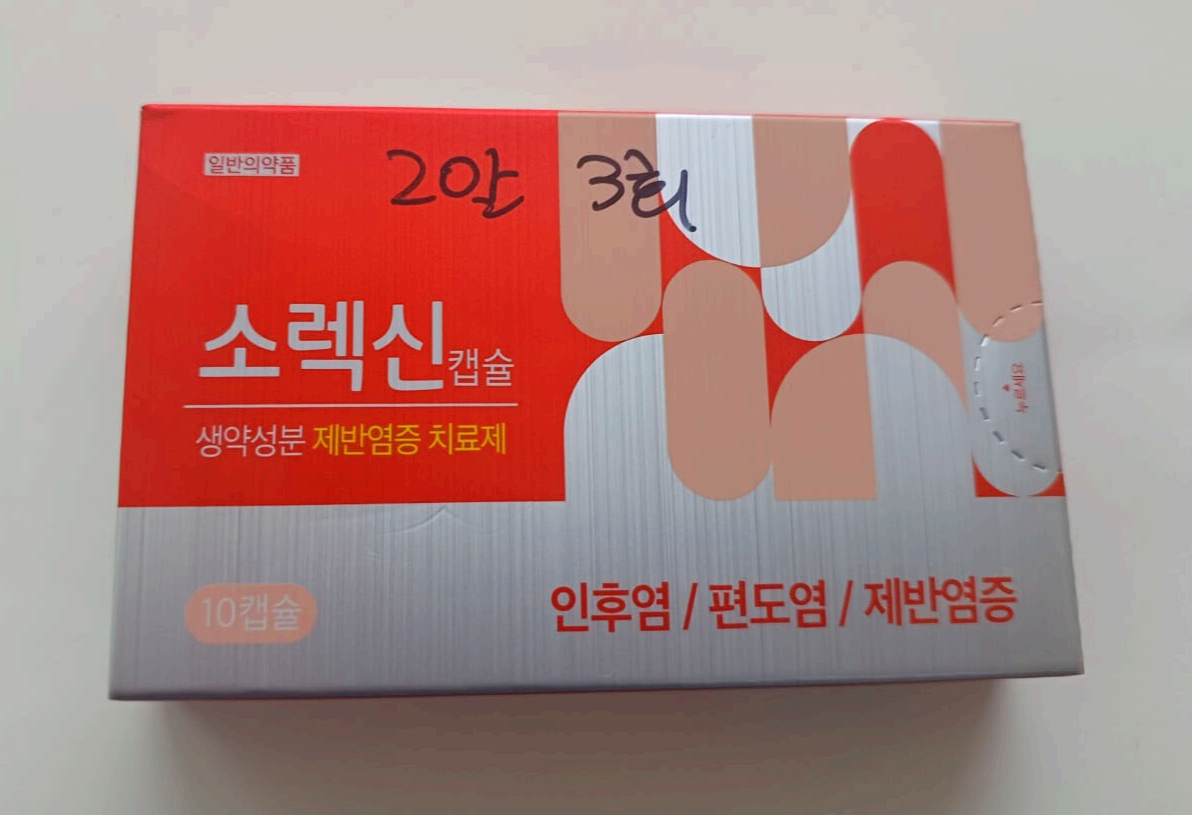 일반의약품
2알 3회
소렉신캡슐
생약성분 제반염증 치료제
10캡슐
인후염 / 편도염 / 제반염증